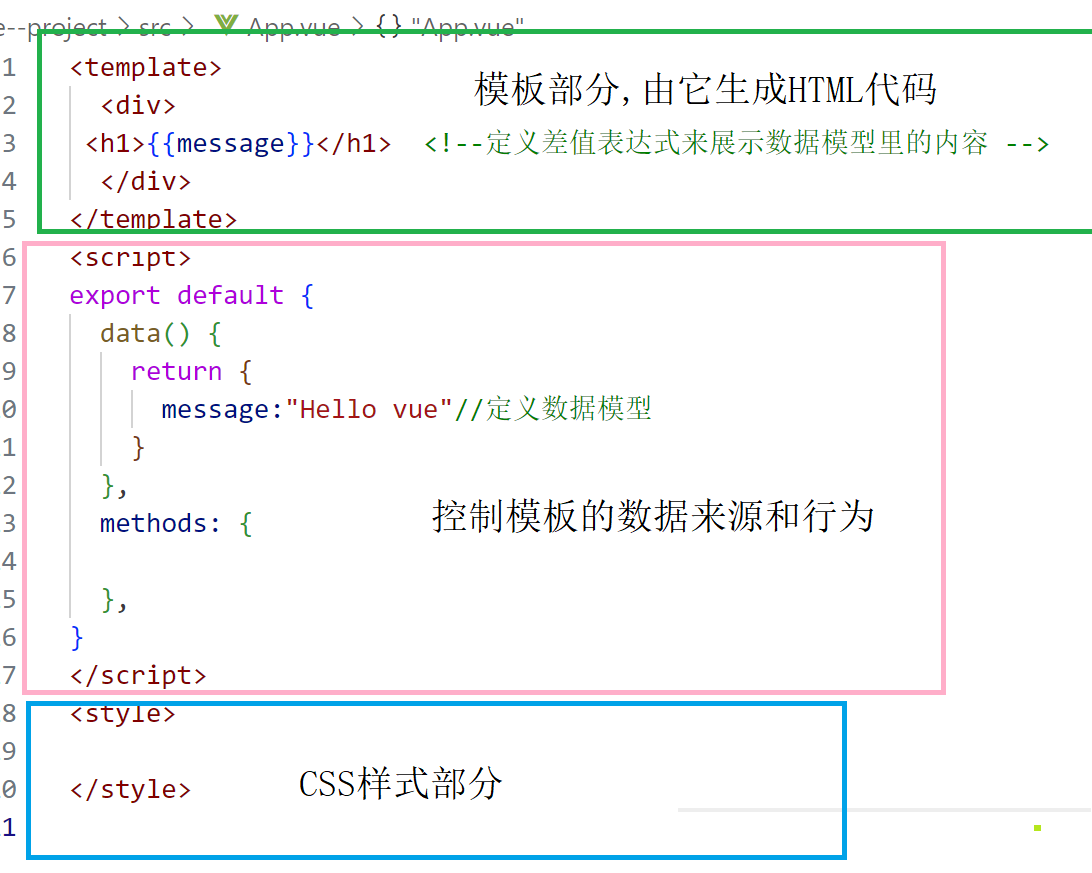 e--project > src > App.vue > {} "App.vue"
1 <template> 模板部分,由它生成HTML代码
2 <div>
3 <h1>{{message}}</h1> <!--定义差值表达式来展示数据模型里的内容 -->
4 </div>
5 </template>
6 <script>
7 export default {
8 data() {
9 return {
0 message:"Hello vue"//定义数据模型
1 }
2 },
3 methods: { 控制模板的数据来源和行为
4
5 },
6 }
7 </script>
8 <style>
9
0 </style> CSS样式部分
1